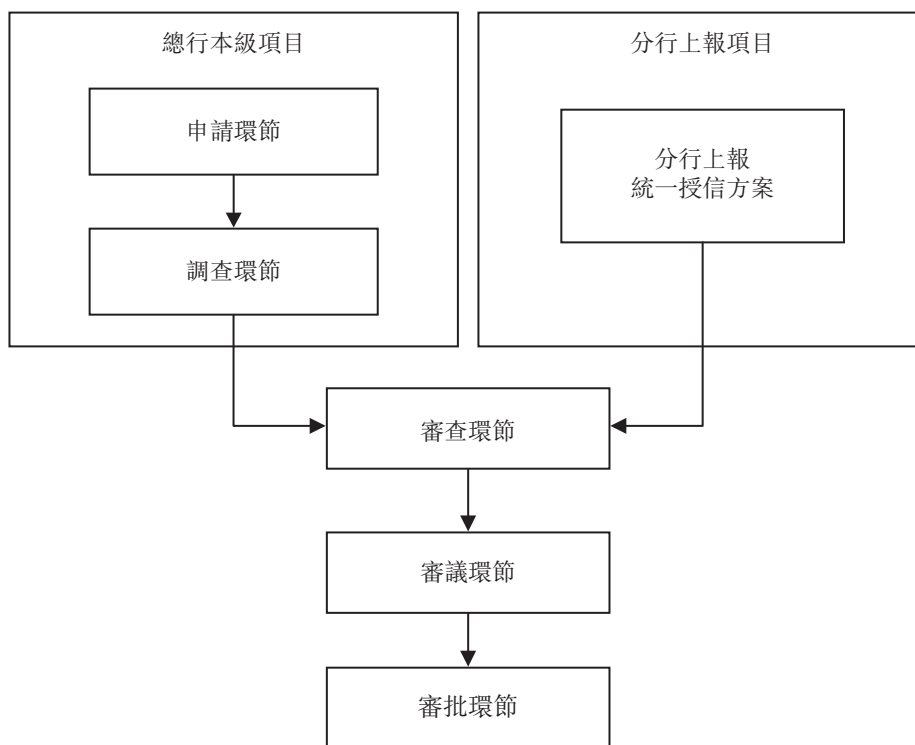 總行本級項目
申請環節
調查環節
分行上報項目
分行上報
統一授信方案
審查環節
審議環節
審批環節